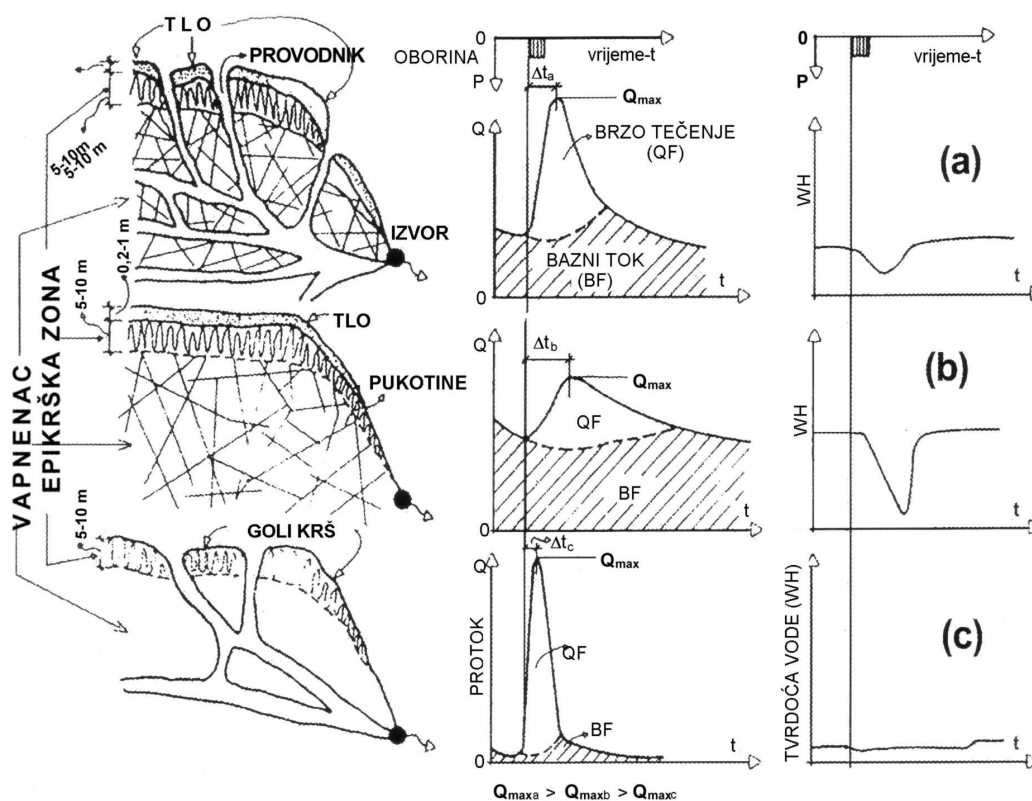 TLO
PROVODNIK
5-10m
5-10 m
IZVOR
VAPNENAC
EPIKRŠKA ZONA
0,2-1 m
5-10 m
TLO
PUKOTINE
5-10 m
GOLI KRŠ
0
OBORINA
vrijeme-t
P
Δta
Qmax
Q
BRZO TEČENJE
(QF)
BAZNI TOK
(BF)
t
0
Q
Δtb
Qmax
QF
BF
t
0
Q
Δtc
Qmax
PROTOK
QF
BF
t
0
Qmaxa > Qmaxb > Qmaxc
0
vrijeme-t
P
(a)
WH
t
(b)
WH
t
(c)
TVRDOĆA VODE (WH)
t